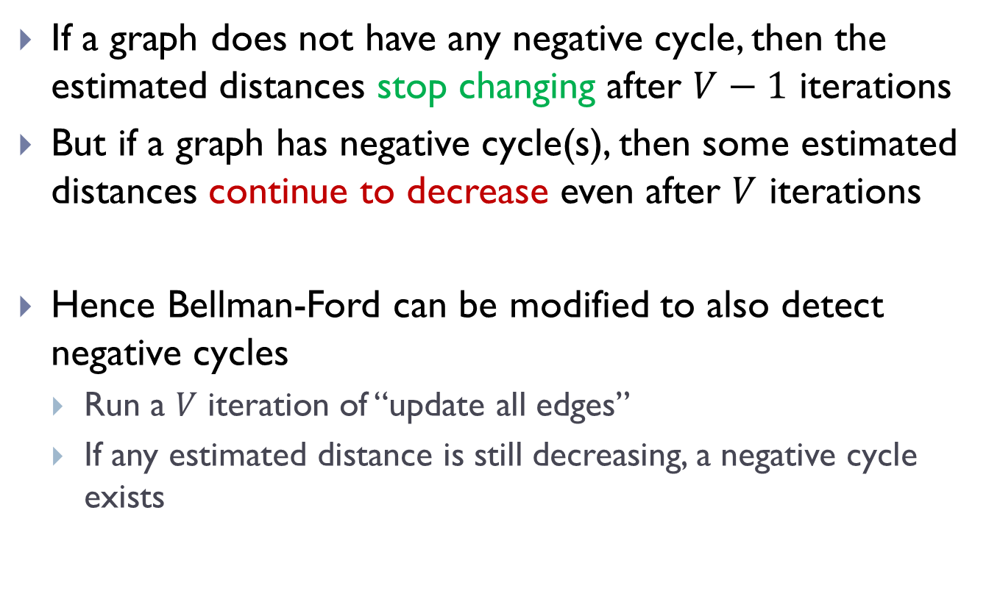 If a graph does not have any negative cycle, then the
estimated distances stop changing after V − 1 iterations
But if a graph has negative cycle(s), then some estimated
distances continue to decrease even after V iterations
Hence Bellman-Ford can be modified to also detect
negative cycles
Run a V iteration of “update all edges”
If any estimated distance is still decreasing, a negative cycle
exists